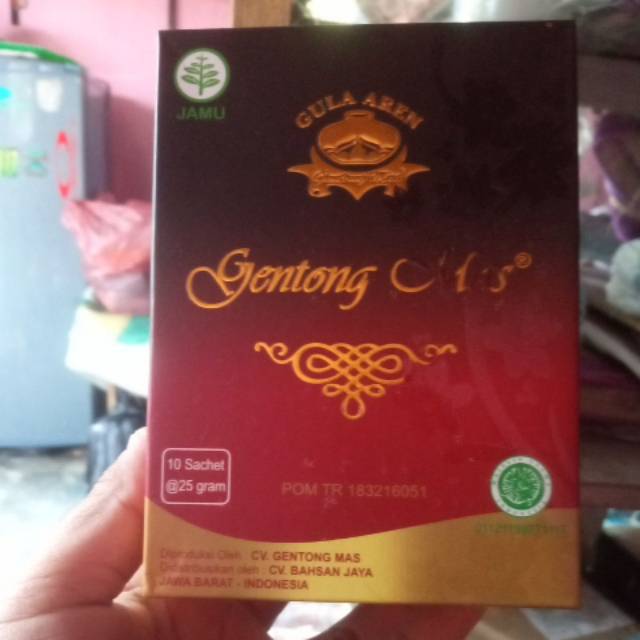 JAMU
GULA AREN
Gentong Mas®
10 Sachet
@25 gram
POM TR 183216051
Diproduksi Oleh : CV. GENTONG MAS
Didistribusikan oleh : CV. BAHSAN JAYA
JAWA BARAT - INDONESIA